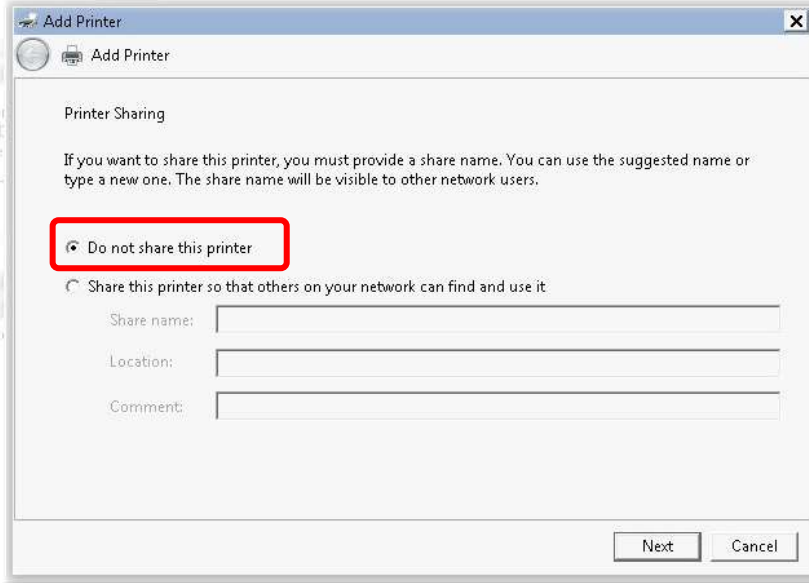 Add Printer
Add Printer
Printer Sharing
If you want to share this printer, you must provide a share name. You can use the suggested name or
type a new one. The share name will be visible to other network users.
Do not share this printer
Share this printer so that others on your network can find and use it
Share name:
Location:
Comment:
Next Cancel